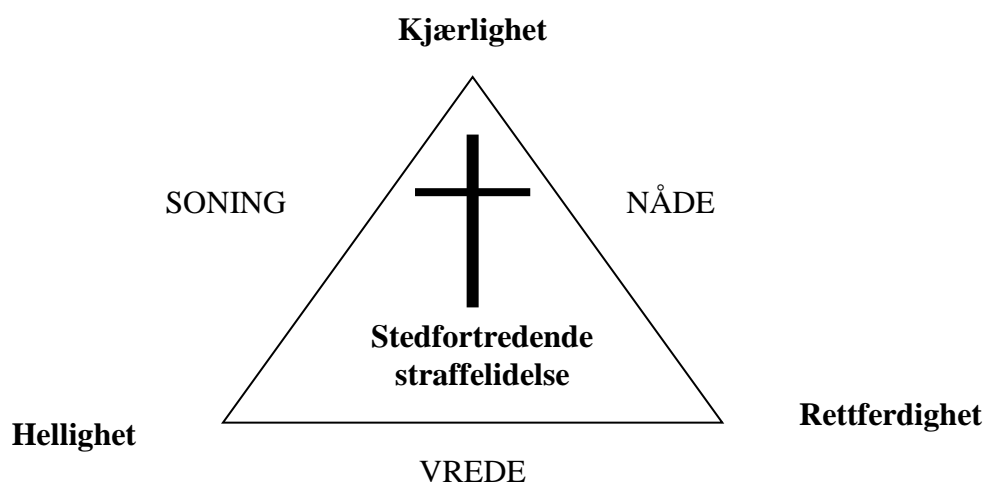 Kjærlighet
SONING
NÅDE
Stedfortredende
straffelidelse
Hellighet
Rettferdighet
VREDE